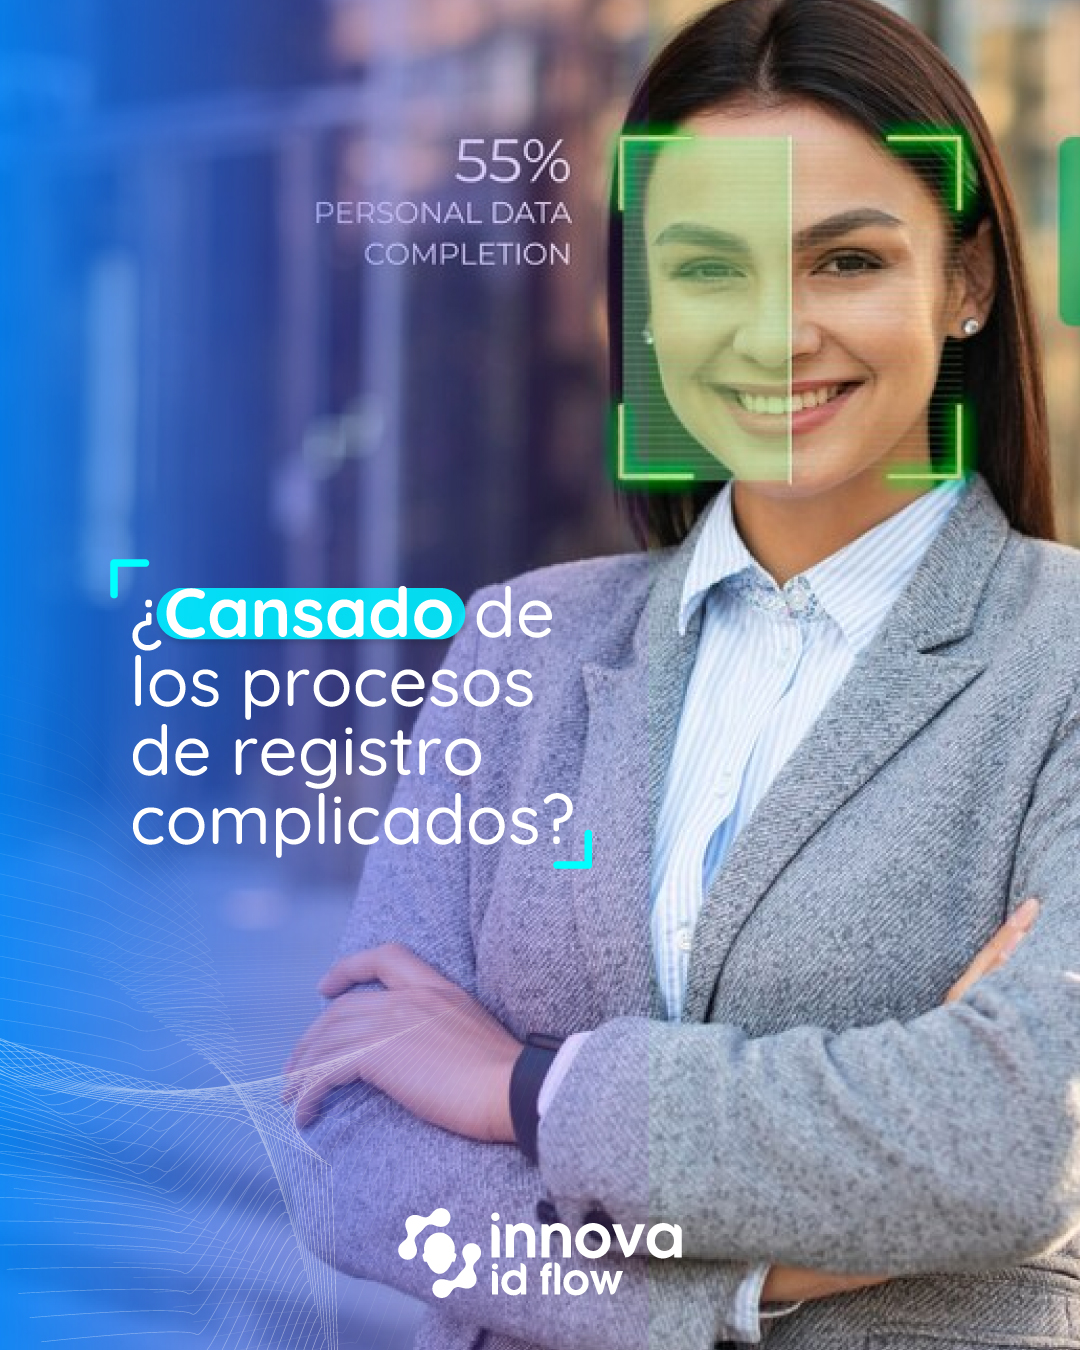 55%
PERSONAL DATA
COMPLETION
¿Cansado de
los procesos
de registro
complicados?
innova
id flow